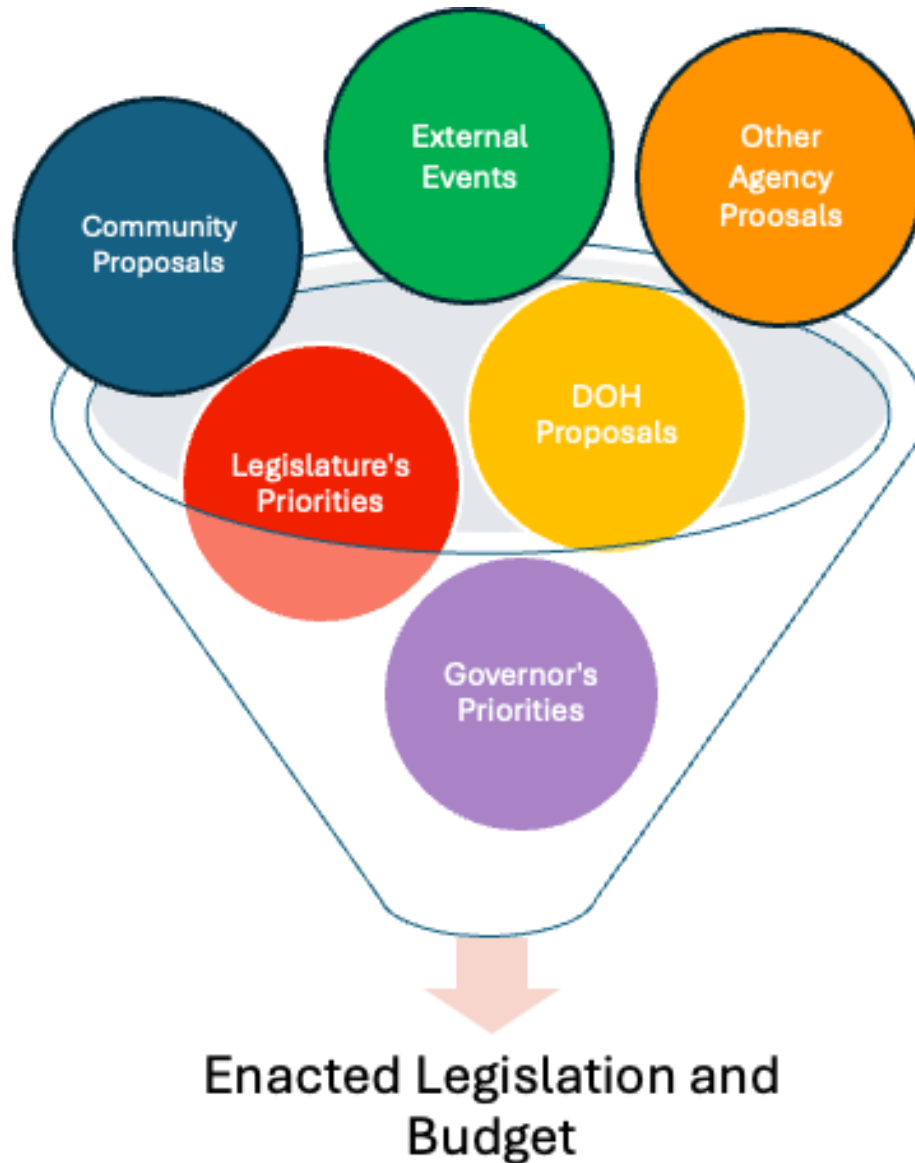 External
Events
Other
Agency
Proosals
Community
Proposals
DOH
Proposals
Legislature's
Priorities
Governor's
Priorities
Enacted Legislation and
Budget